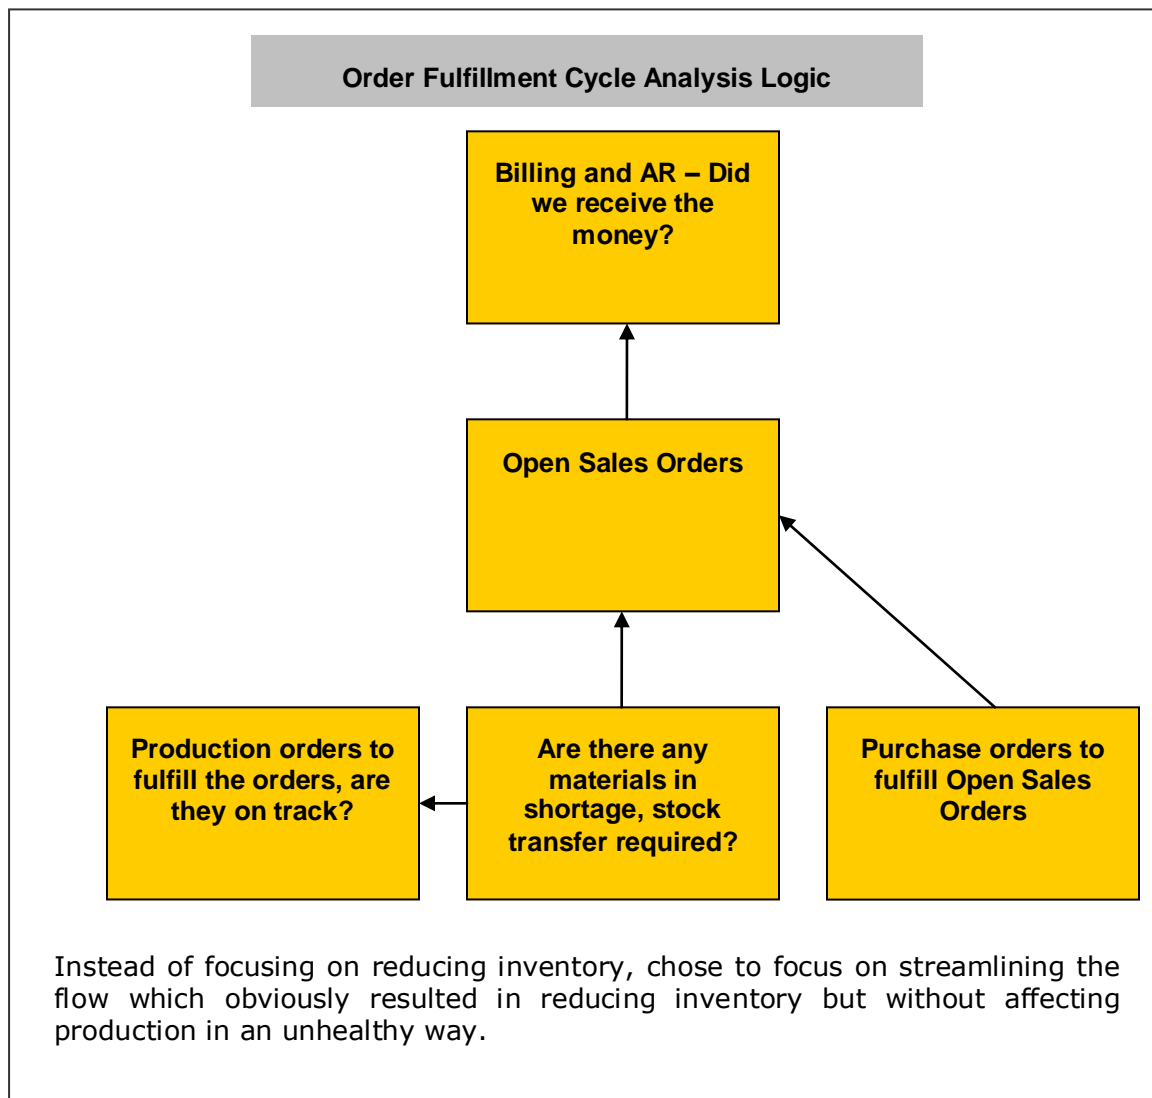 Order Fulfillment Cycle Analysis Logic
Billing and AR – Did
we receive the
money?
Open Sales Orders
Production orders to
fulfill the orders, are
they on track?
Are there any
materials in
shortage, stock
transfer required?
Purchase orders to
fulfill Open Sales
Orders
Instead of focusing on reducing inventory, chose to focus on streamlining the
flow which obviously resulted in reducing inventory but without affecting
production in an unhealthy way.